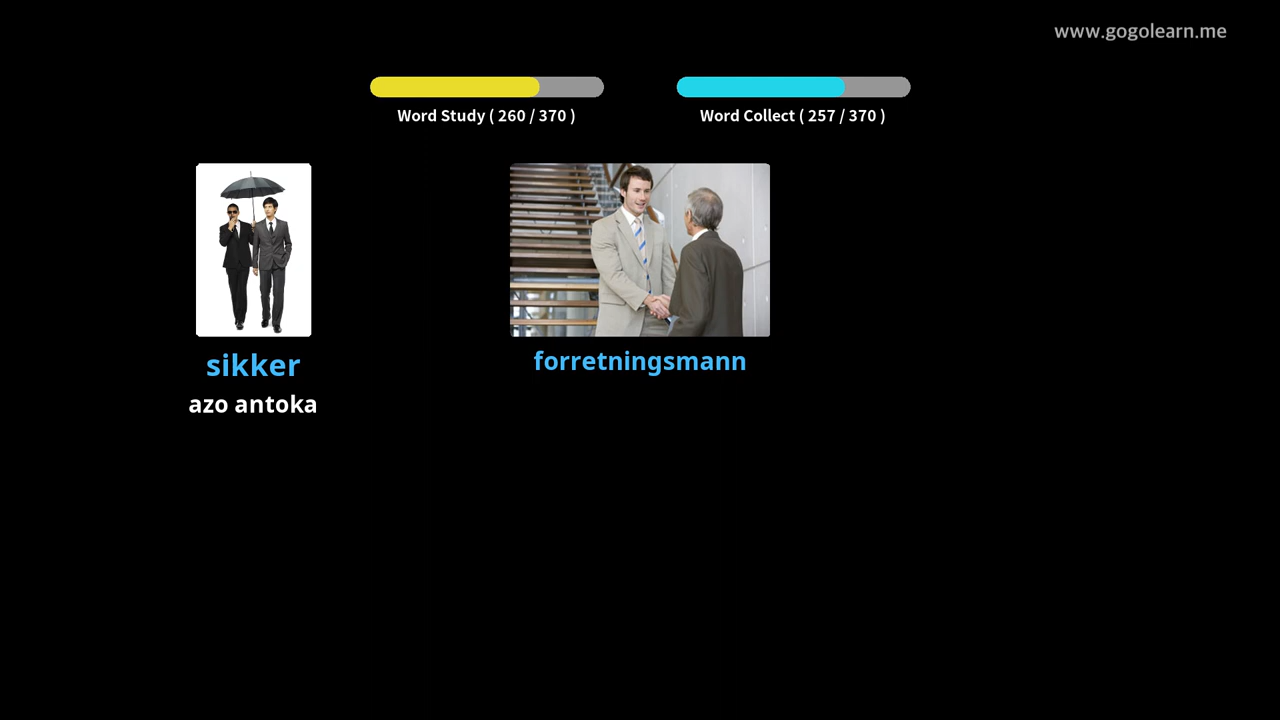 www.gogolearn.me
Word Study ( 260 / 370 )
Word Collect ( 257 / 370 )
sikker
azo antoka
forretningsmann